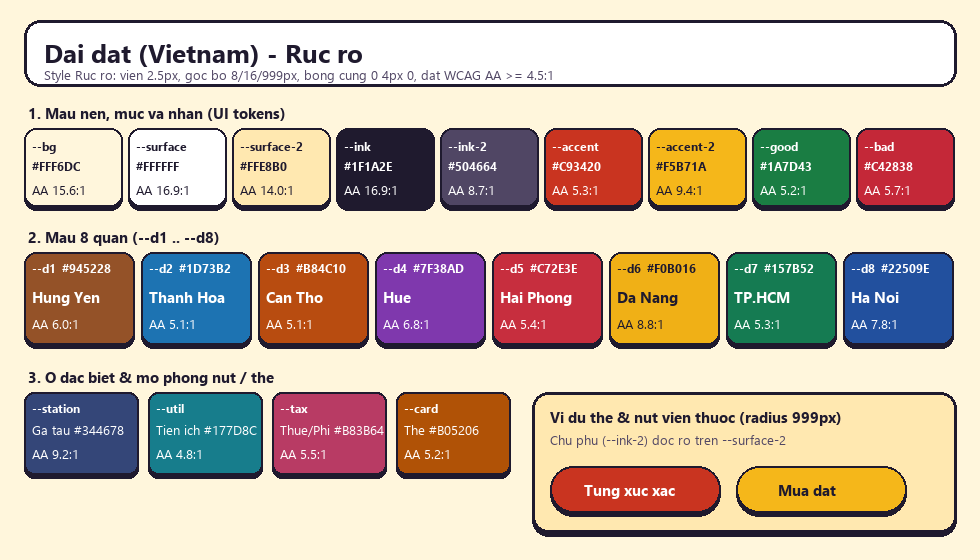 Dai dat (Vietnam) - Ruc ro
Style Ruc ro: vien 2.5px, goc bo 8/16/999px, bong cung 0 4px 0, dat WCAG AA >= 4.5:1
1. Mau nen, muc va nhan (UI tokens)
--bg
#FFF6DC
AA 15.6:1
--surface
#FFFFFF
AA 16.9:1
--surface-2
#FFE8B0
AA 14.0:1
--ink
#1F1A2E
AA 16.9:1
--ink-2
#504664
AA 8.7:1
--accent
#C93420
AA 5.3:1
--accent-2
#F5B71A
AA 9.4:1
--good
#1A7D43
AA 5.2:1
--bad
#C42838
AA 5.7:1
2. Mau 8 quan (--d1 .. --d8)
--d1 #945228
Hung Yen
AA 6.0:1
--d2 #1D73B2
Thanh Hoa
AA 5.1:1
--d3 #B84C10
Can Tho
AA 5.1:1
--d4 #7F38AD
Hue
AA 6.8:1
--d5 #C72E3E
Hai Phong
AA 5.4:1
--d6 #F0B016
Da Nang
AA 8.8:1
--d7 #157B52
TP.HCM
AA 5.3:1
--d8 #22509E
Ha Noi
AA 7.8:1
3. O dac biet & mo phong nut / the
--station
Ga tau #344678
AA 9.2:1
--util
Tien ich #177D8C
AA 4.8:1
--tax
Thue/Phi #B83B64
AA 5.5:1
--card
The #B05206
AA 5.2:1
Vi du the & nut vien thuoc (radius 999px)
Chu phu (--ink-2) doc ro tren --surface-2
Tung xuc xac
Mua dat